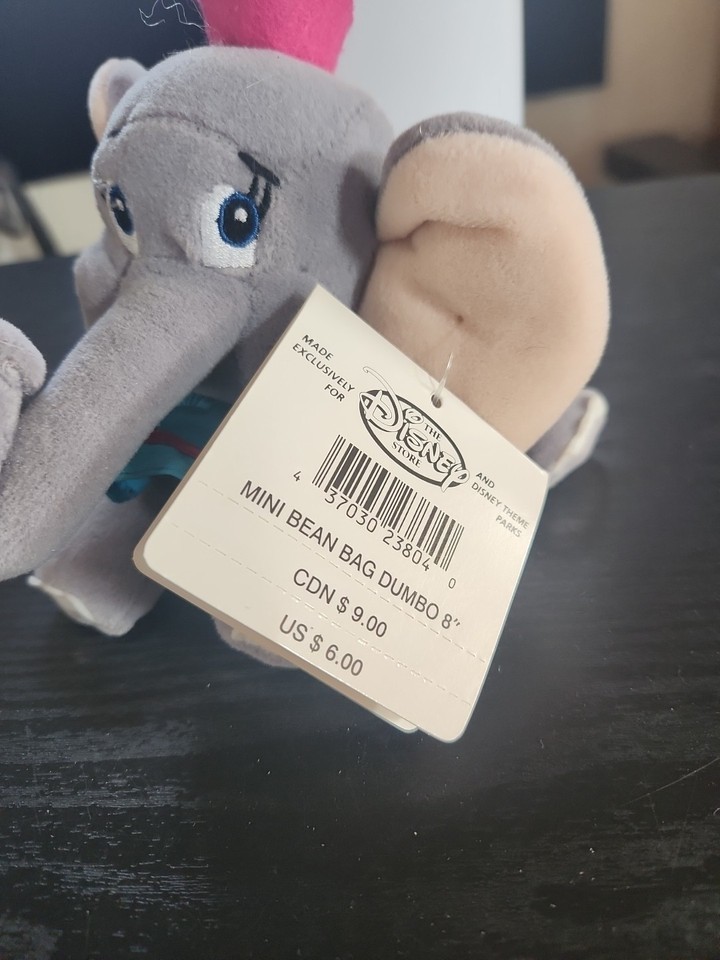 MADE
EXCLUSIVELY
FOR
THE
DISNEY
STORE
AND
DISNEY THEME
PARKS
4 37030 23804 0
MINI BEAN BAG DUMBO 8"
CDN $ 9.00
US $ 6.00